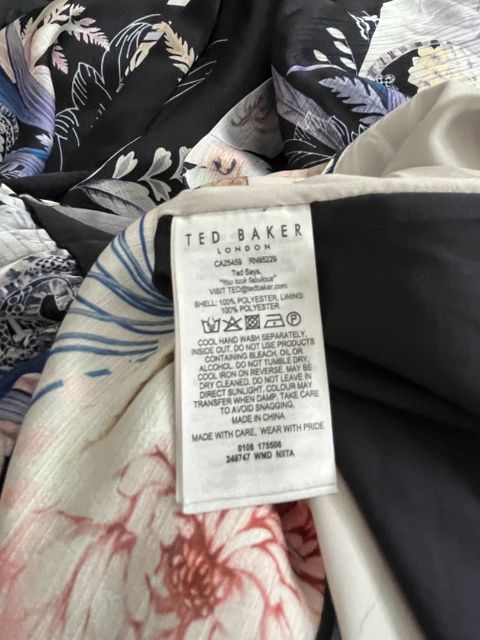 TED BAKER
LONDON
CA25459 RN95229
Ted Says,
"You look fabulous"
VISIT TED@tedbaker.com
SHELL: 100% POLYESTER, LINING:
100% POLYESTER
COOL HAND WASH SEPARATELY,
INSIDE OUT. DO NOT USE PRODUCTS
CONTAINING BLEACH, OIL OR
ALCOHOL. DO NOT TUMBLE DRY.
COOL IRON ON REVERSE. MAY BE
DRY CLEANED. DO NOT LEAVE IN
DIRECT SUNLIGHT. COLOUR MAY
TRANSFER WHEN DAMP. TAKE CARE
TO AVOID SNAGGING.
MADE IN CHINA
MADE WITH CARE, WEAR WITH PRIDE
0108 175506
249747 WMD NIITA